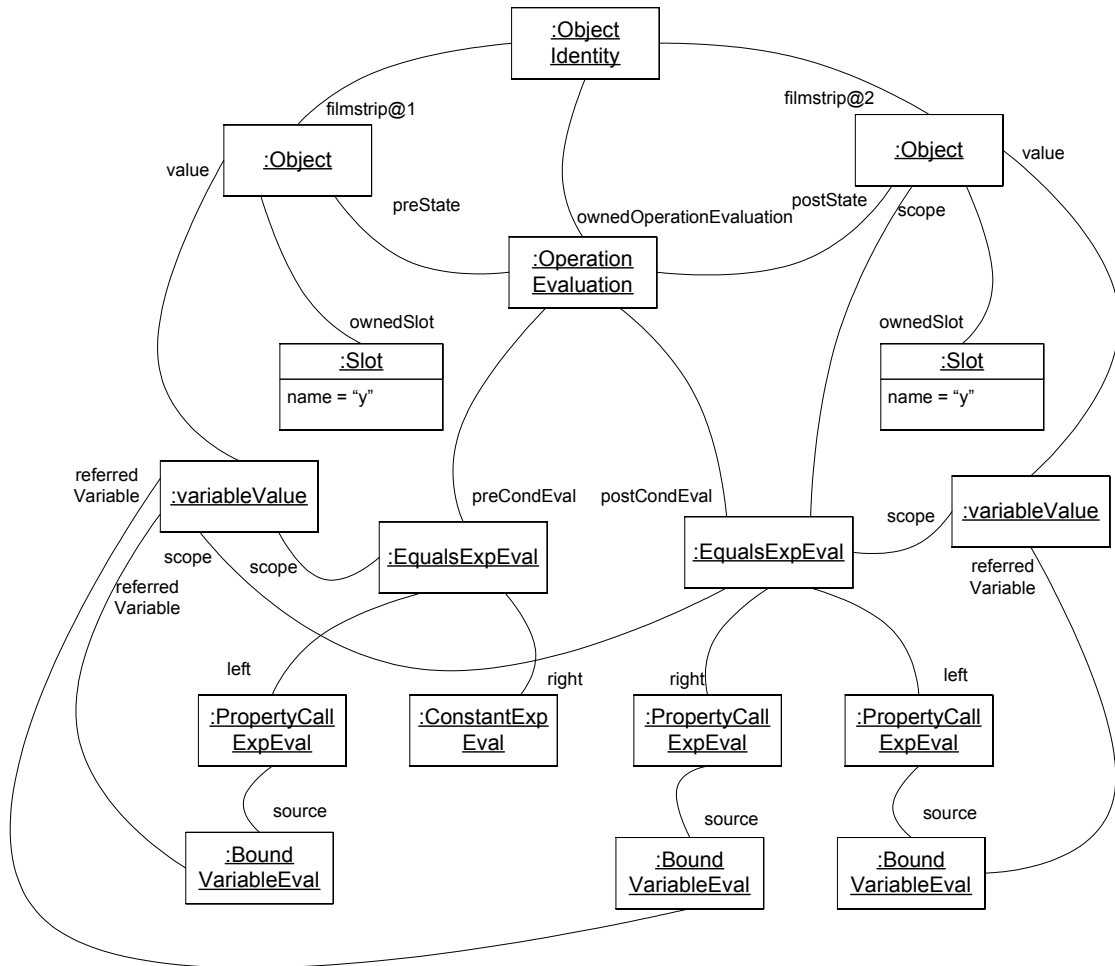 :Object
Identity
filmstrip@1
filmstrip@2
:Object
:Object
value
value
preState
postState
scope
ownedOperationEvaluation
:Operation
Evaluation
ownedSlot
ownedSlot
:Slot
:Slot
name = “y”
name = “y”
referred
Variable
:variableValue
preCondEval
postCondEval
:variableValue
scope
scope
scope
:EqualsExpEval
:EqualsExpEval
referred
Variable
referred
Variable
left
right
right
left
:PropertyCall
ExpEval
:ConstantExp
Eval
:PropertyCall
ExpEval
:PropertyCall
ExpEval
source
source
source
:Bound
VariableEval
:Bound
VariableEval
:Bound
VariableEval